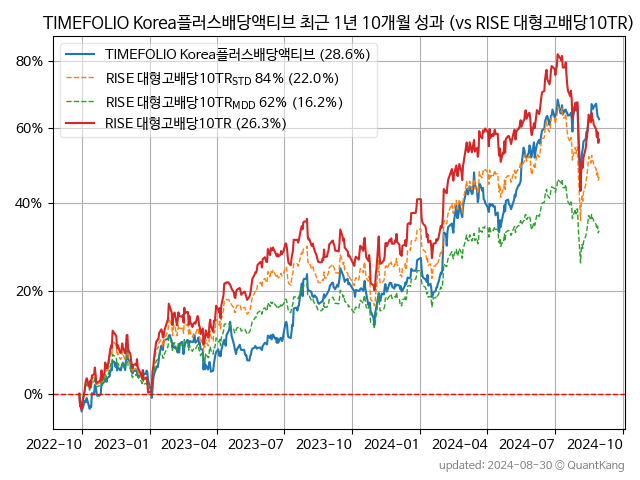 TIMEFOLIO Korea플러스배당액티브 최근 1년 10개월 성과 (vs RISE 대형고배당10TR)
TIMEFOLIO Korea플러스배당액티브 (28.6%)
RISE 대형고배당10TR_STD 84% (22.0%)
RISE 대형고배당10TR_MDD 62% (16.2%)
RISE 대형고배당10TR (26.3%)
80%
60%
40%
20%
0%
2022-10 2023-01 2023-04 2023-07 2023-10 2024-01 2024-04 2024-07 2024-10
updated: 2024-08-30 © QuantKang